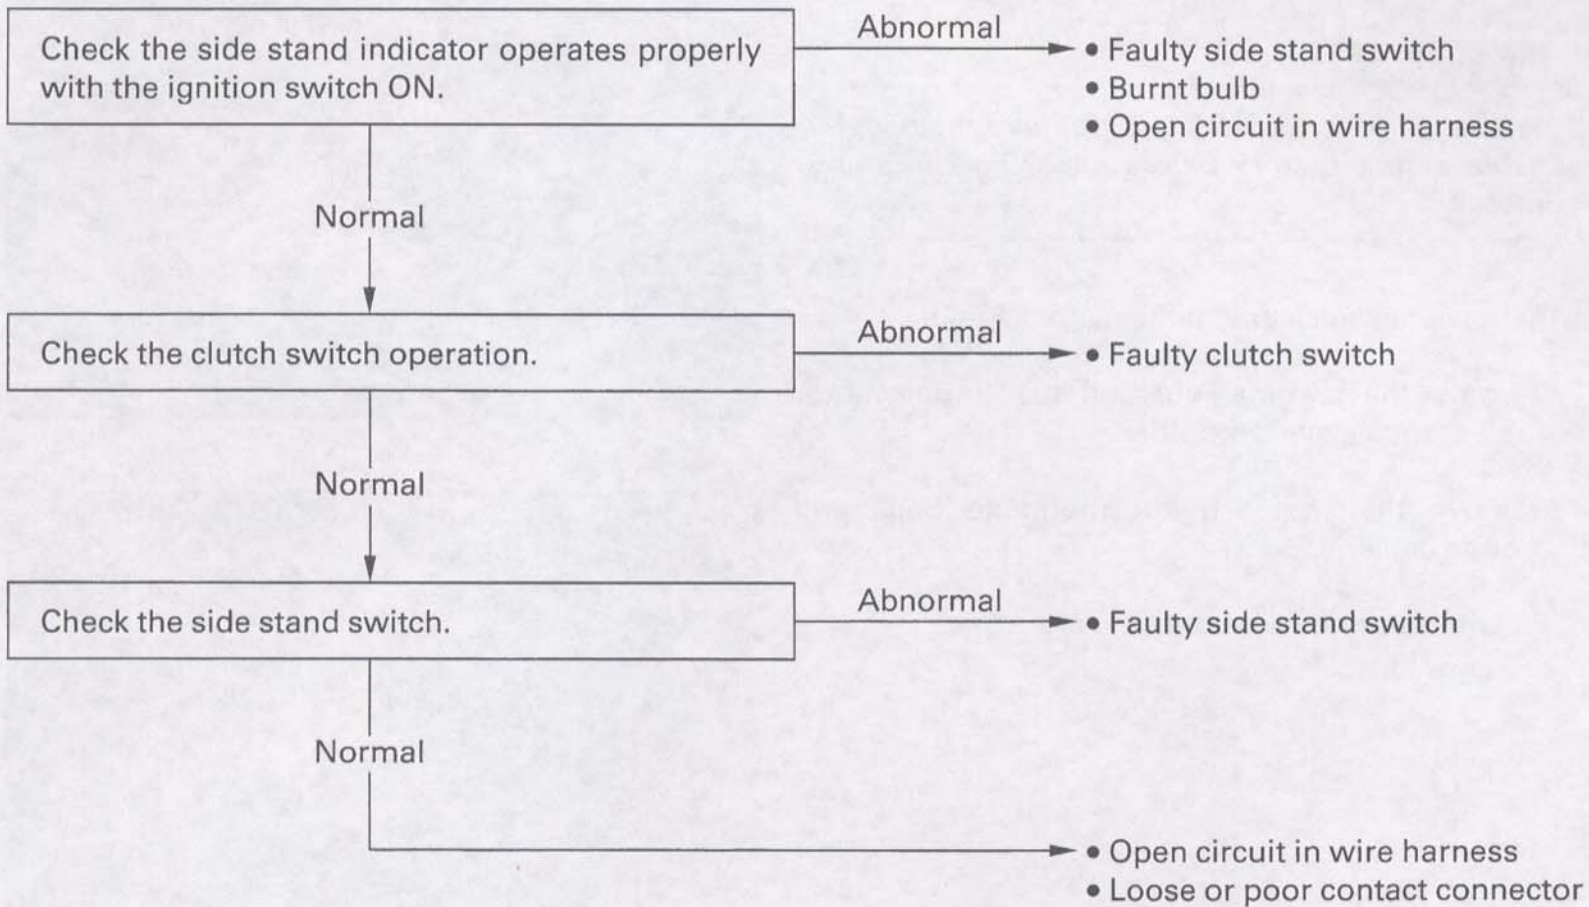 Check the side stand indicator operates properly
with the ignition switch ON.
Abnormal
• Faulty side stand switch
• Burnt bulb
• Open circuit in wire harness
Normal
Check the clutch switch operation.
Abnormal
• Faulty clutch switch
Normal
Check the side stand switch.
Abnormal
• Faulty side stand switch
Normal
• Open circuit in wire harness
• Loose or poor contact connector